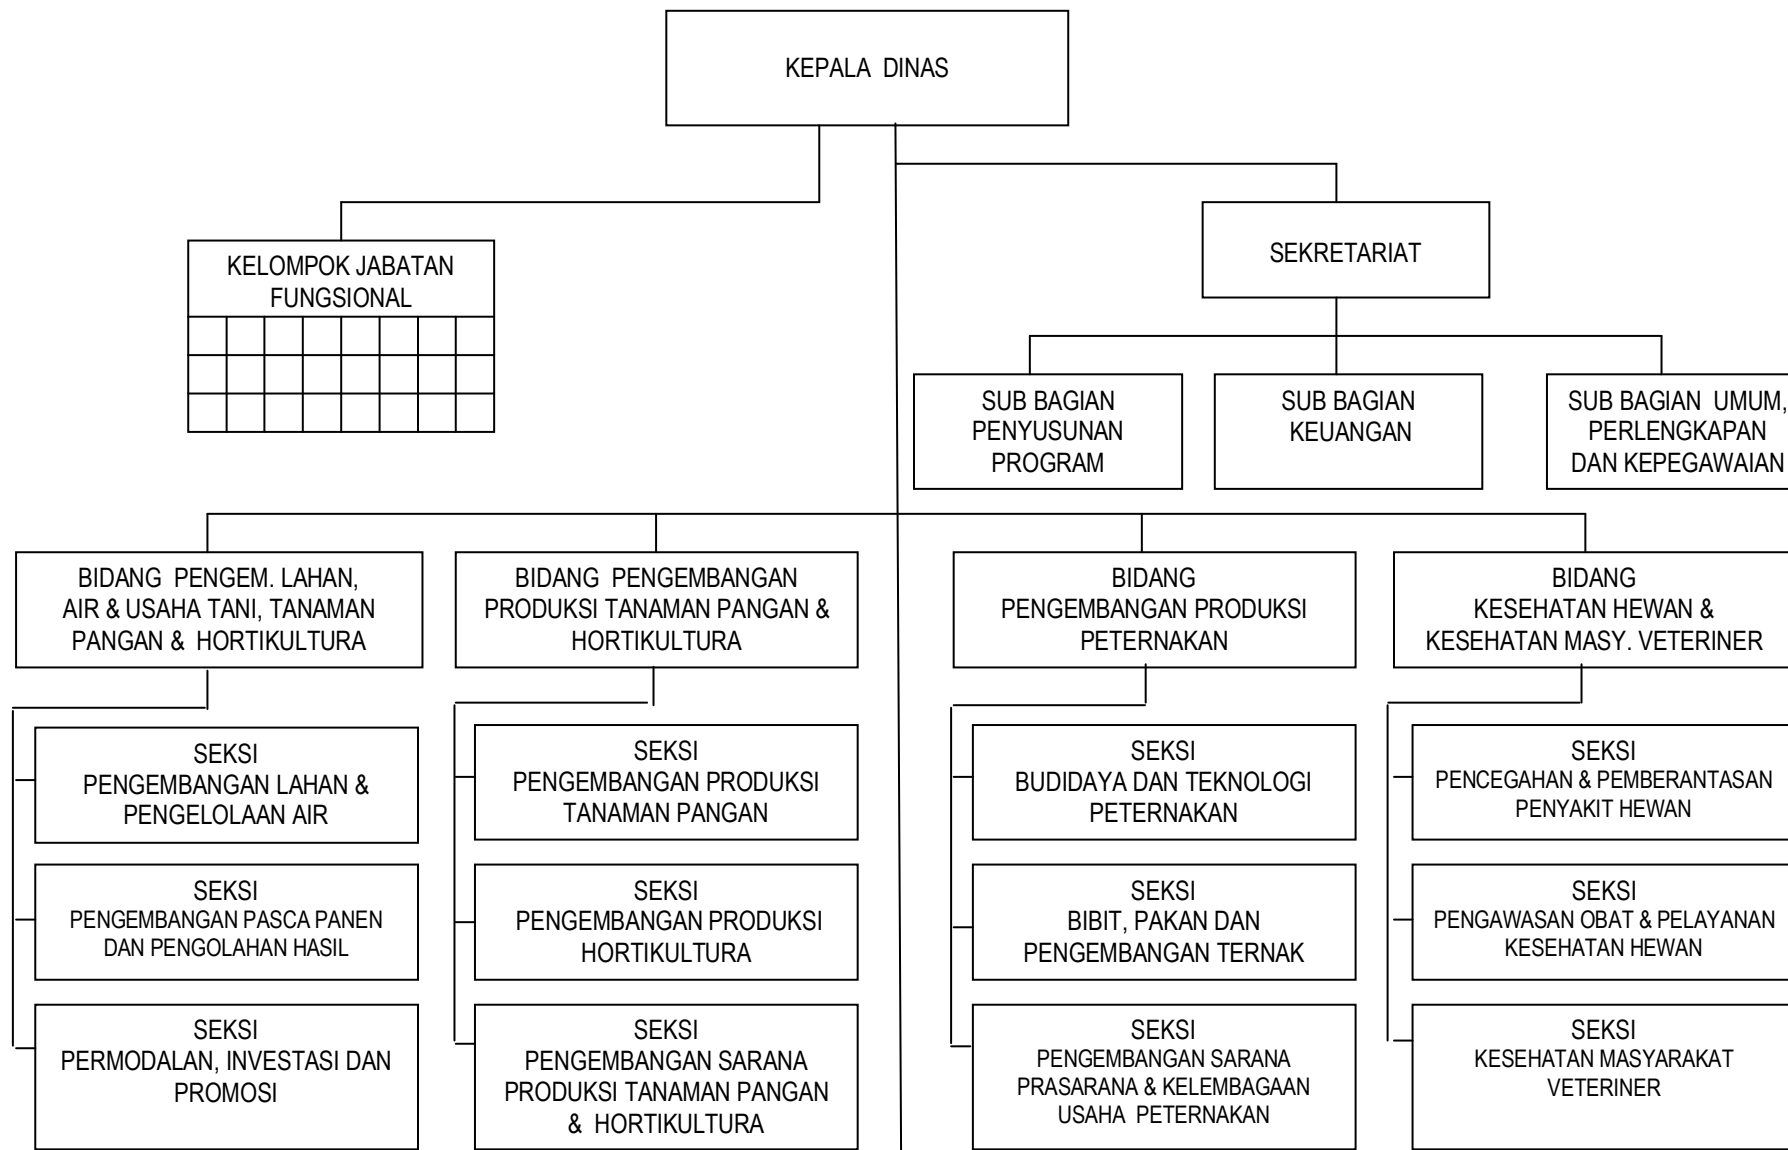 KEPALA DINAS
KELOMPOK JABATAN
FUNGSIONAL
SEKRETARIAT
SUB BAGIAN
PENYUSUNAN
PROGRAM
SUB BAGIAN
KEUANGAN
SUB BAGIAN UMUM,
PERLENGKAPAN
DAN KEPEGAWAIAN
BIDANG PENGEM. LAHAN,
AIR & USAHA TANI, TANAMAN
PANGAN & HORTIKULTURA
BIDANG PENGEMBANGAN
PRODUKSI TANAMAN PANGAN &
HORTIKULTURA
BIDANG
PENGEMBANGAN PRODUKSI
PETERNAKAN
BIDANG
KESEHATAN HEWAN &
KESEHATAN MASY. VETERINER
SEKSI
PENGEMBANGAN LAHAN &
PENGELOLAAN AIR
SEKSI
PENGEMBANGAN PRODUKSI
TANAMAN PANGAN
SEKSI
BUDIDAYA DAN TEKNOLOGI
PETERNAKAN
SEKSI
PENCEGAHAN & PEMBERANTASAN
PENYAKIT HEWAN
SEKSI
PENGEMBANGAN PASCA PANEN
DAN PENGOLAHAN HASIL
SEKSI
PENGEMBANGAN PRODUKSI
HORTIKULTURA
SEKSI
BIBIT, PAKAN DAN
PENGEMBANGAN TERNAK
SEKSI
PENGAWASAN OBAT & PELAYANAN
KESEHATAN HEWAN
SEKSI
PERMODALAN, INVESTASI DAN
PROMOSI
SEKSI
PENGEMBANGAN SARANA
PRODUKSI TANAMAN PANGAN
& HORTIKULTURA
SEKSI
PENGEMBANGAN SARANA
PRASARANA & KELEMBAGAAN
USAHA PETERNAKAN
SEKSI
KESEHATAN MASYARAKAT
VETERINER